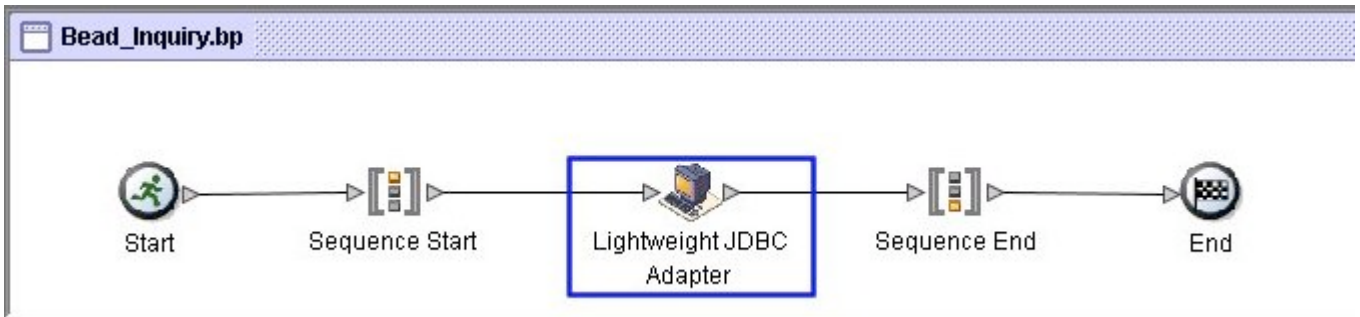 Bead_Inquiry.bp
Start
Sequence Start
Lightweight JDBC
Adapter
Sequence End
End